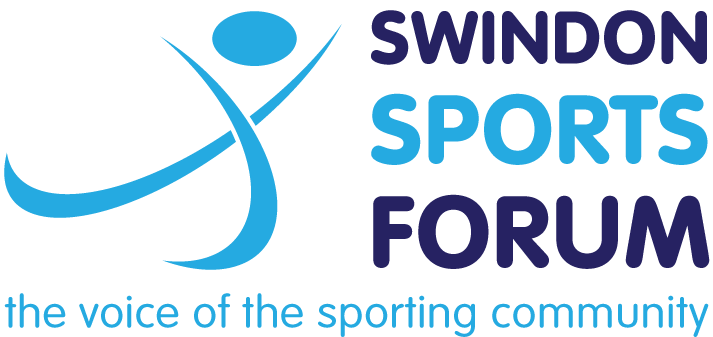 SWINDON
SPORTS
FORUM
the voice of the sporting community